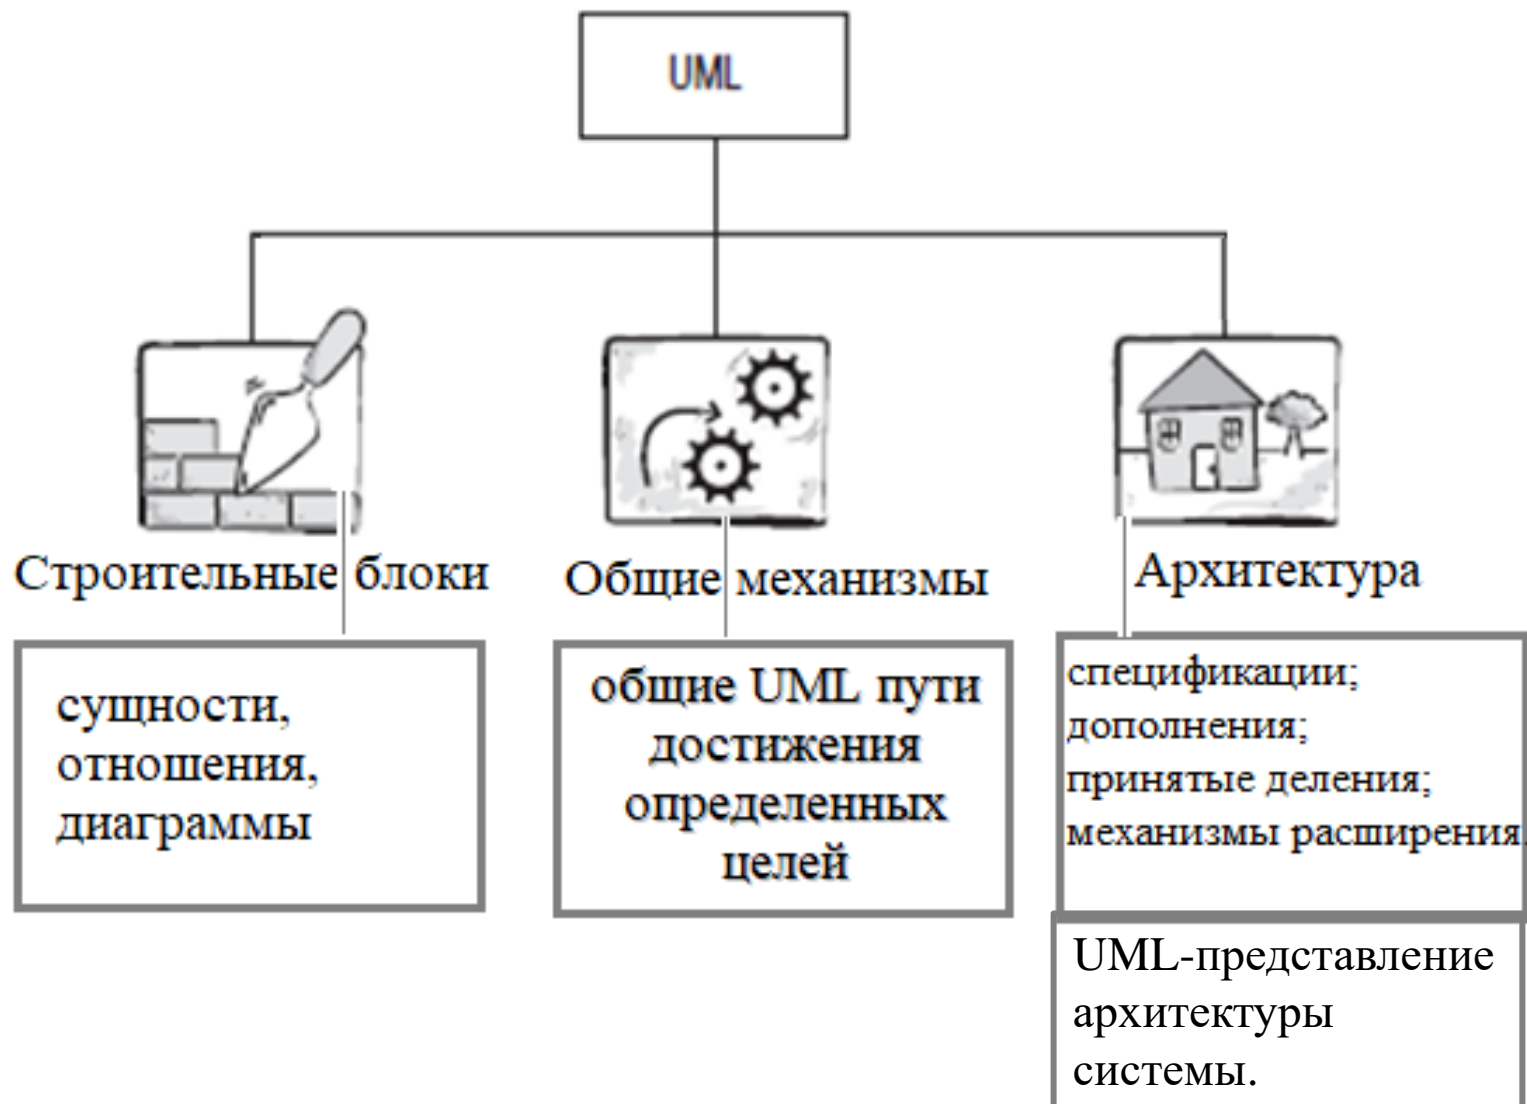 UML
Строительные блоки
Общие механизмы
Архитектура
сущности,
отношения,
диаграммы
общие UML пути
достижения
определенных
целей
спецификации;
дополнения;
принятые деления;
механизмы расширения.
UML-представление
архитектуры
системы.